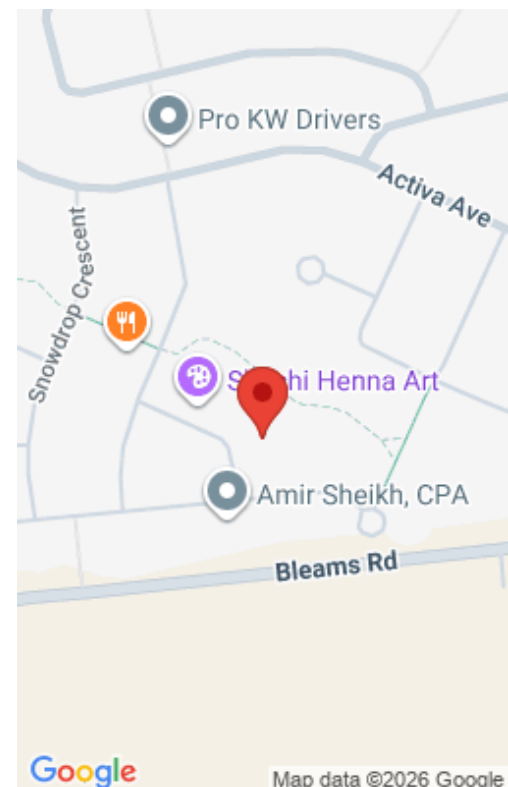 Pro KW Drivers
Activa Ave
Snowdrop Crescent
Henna Art
Amir Sheikh, CPA
Bleams Rd
Google
Map data ©2026 Google